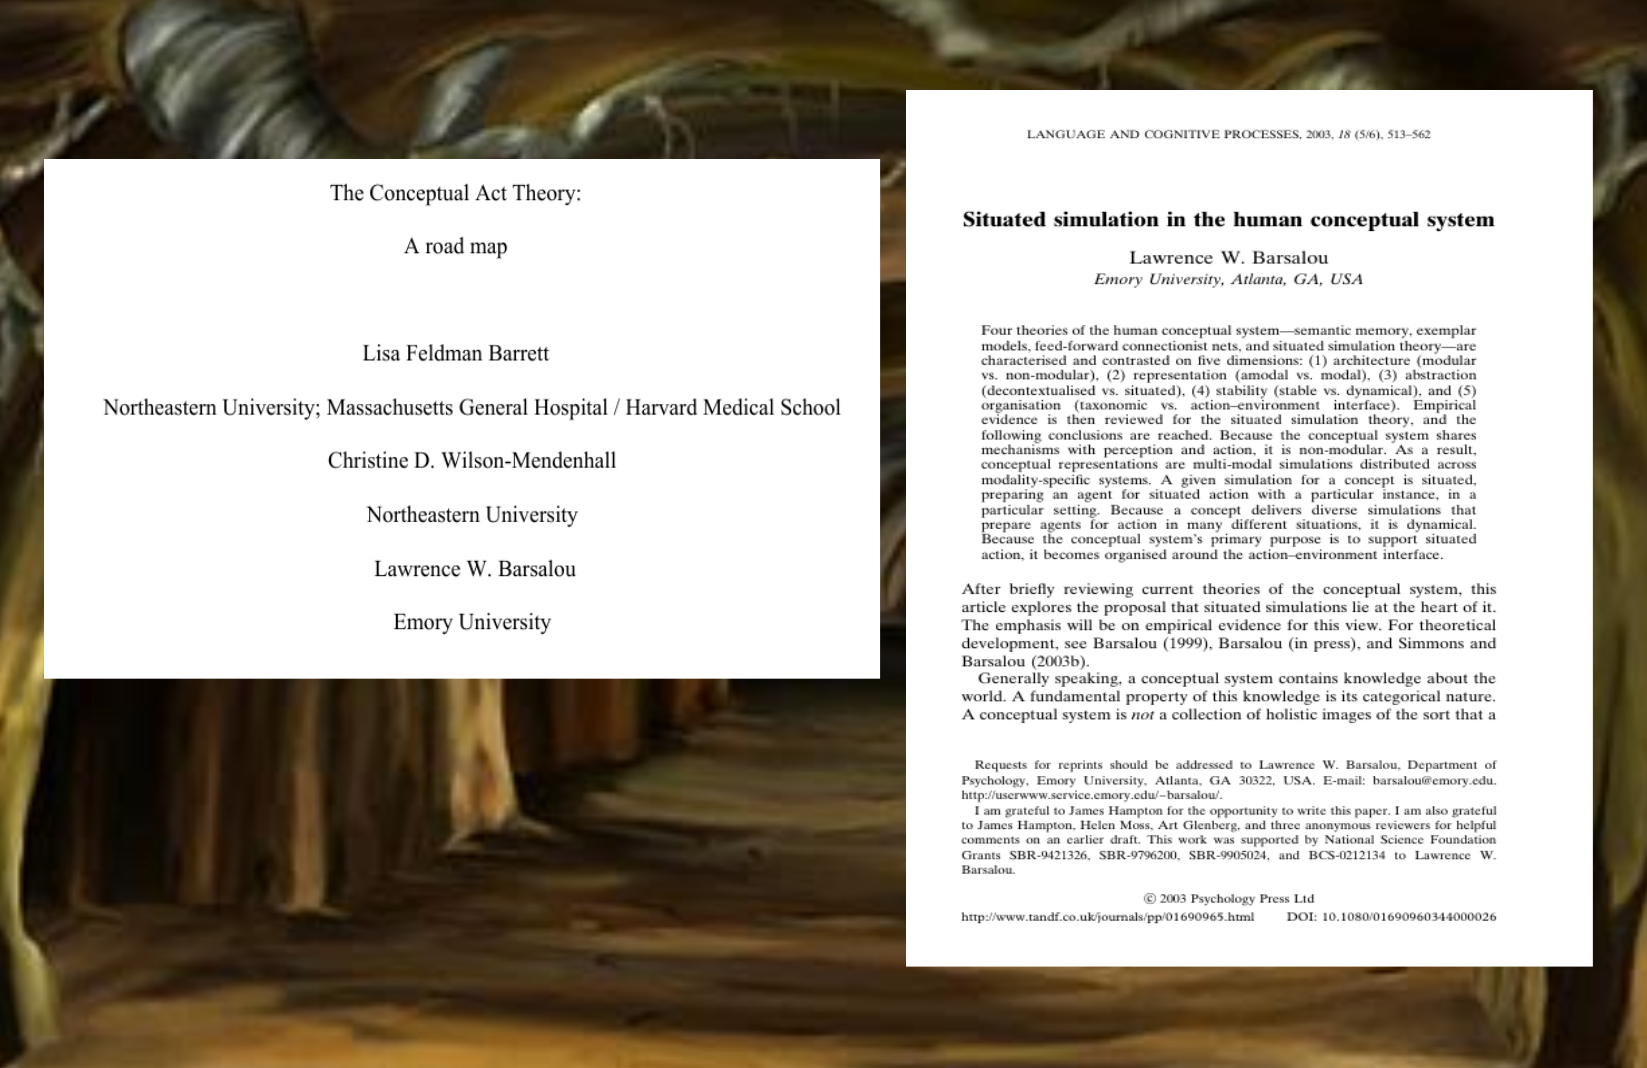 The Conceptual Act Theory:
A road map
Lisa Feldman Barrett
Northeastern University; Massachusetts General Hospital / Harvard Medical School
Christine D. Wilson-Mendenhall
Northeastern University
Lawrence W. Barsalou
Emory University
LANGUAGE AND COGNITIVE PROCESSES, 2003, 18 (5/6), 513–562
Situated simulation in the human conceptual system
Lawrence W. Barsalou
Emory University, Atlanta, GA, USA
Four theories of the human conceptual system—semantic memory, exemplar
models, feed-forward connectionist nets, and situated simulation theory—are
characterised and contrasted on five dimensions: (1) architecture (modular
vs. non-modular), (2) representation (amodal vs. modal), (3) abstraction
(decontextualised vs. situated), (4) stability (stable vs. dynamical), and (5)
organisation (taxonomic vs. action–environment interface). Empirical
evidence is then reviewed for the situated simulation theory, and the
following conclusions are reached. Because the conceptual system shares
mechanisms with perception and action, it is non-modular. As a result,
conceptual representations are multi-modal simulations distributed across
modality-specific systems. A given simulation for a concept is situated,
preparing an agent for situated action with a particular instance, in a
particular setting. Because a concept delivers diverse simulations that
prepare agents for action in many different situations, it is dynamical.
Because the conceptual system's primary purpose is to support situated
action, it becomes organised around the action–environment interface.
After briefly reviewing current theories of the conceptual system, this
article explores the proposal that situated simulations lie at the heart of it.
The emphasis will be on empirical evidence for this view. For theoretical
development, see Barsalou (1999), Barsalou (in press), and Simmons and
Barsalou (2003b).
Generally speaking, a conceptual system contains knowledge about the
world. A fundamental property of this knowledge is its categorical nature.
A conceptual system is not a collection of holistic images of the sort that a
Requests for reprints should be addressed to Lawrence W. Barsalou, Department of
Psychology, Emory University, Atlanta, GA 30322, USA. E-mail: barsalou@emory.edu.
http://userwww.service.emory.edu/~barsalou/.
I am grateful to James Hampton for the opportunity to write this paper. I am also grateful
to James Hampton, Helen Moss, Art Glenberg, and three anonymous reviewers for helpful
comments on an earlier draft. This work was supported by National Science Foundation
Grants SBR-9421326, SBR-9796200, SBR-9905024, and BCS-0212134 to Lawrence W.
Barsalou.
© 2003 Psychology Press Ltd
http://www.tandf.co.uk/journals/pp/01690965.html DOI: 10.1080/01690960344000026